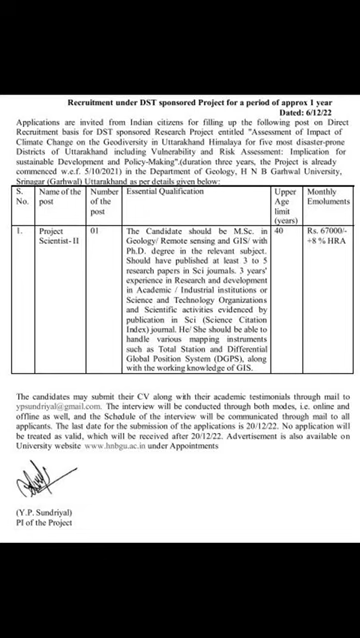 Recruitment under DST sponsored Project for a period of approx 1 year
Dated: 6/12/22
Applications are invited from Indian citizens for filling up the following post on Direct
Recruitment basis for DST sponsored Research Project entitled "Assessment of Impact of
Climate Change on the Geodiversity in Uttarakhand Himalaya for five most disaster-prone
Districts of Uttarakhand including Vulnerability and Risk Assessment: Implication for
sustainable Development and Policy-Making".(duration three years, the Project is already
commenced w.e.f. 5/10/2021) in the Department of Geology, H N B Garhwal University,
Srinagar (Garhwal) Uttarakhand as per details given below:
S. No.
Name of the post
Number of the post
Essential Qualification
Upper Age limit (years)
Monthly Emoluments
1.
Project Scientist- II
01
The Candidate should be M.Sc. in
Geology/ Remote sensing and GIS/ with
Ph.D. degree in the relevant subject.
Should have published at least 3 to 5
research papers in Sci journals. 3 years'
experience in Research and development
in Academic / Industrial institutions or
Science and Technology Organizations
and Scientific activities evidenced by
publication in Sci (Science Citation
Index) journal. He/ She should be able to
handle various mapping instruments
such as Total Station and Differential
Global Position System (DGPS), along
with the working knowledge of GIS.
40
Rs. 67000/-
+8 % HRA
The candidates may submit their CV along with their academic testimonials through mail to
ypsundriyal@gmail.com. The interview will be conducted through both modes, i.e. online and
offline as well, and the Schedule of the interview will be communicated through mail to all
applicants. The last date for the submission of the applications is 20/12/22. No application will
be treated as valid, which will be received after 20/12/22. Advertisement is also available on
University website www.hnbgu.ac.in under Appointments
(Y.P. Sundriyal)
PI of the Project